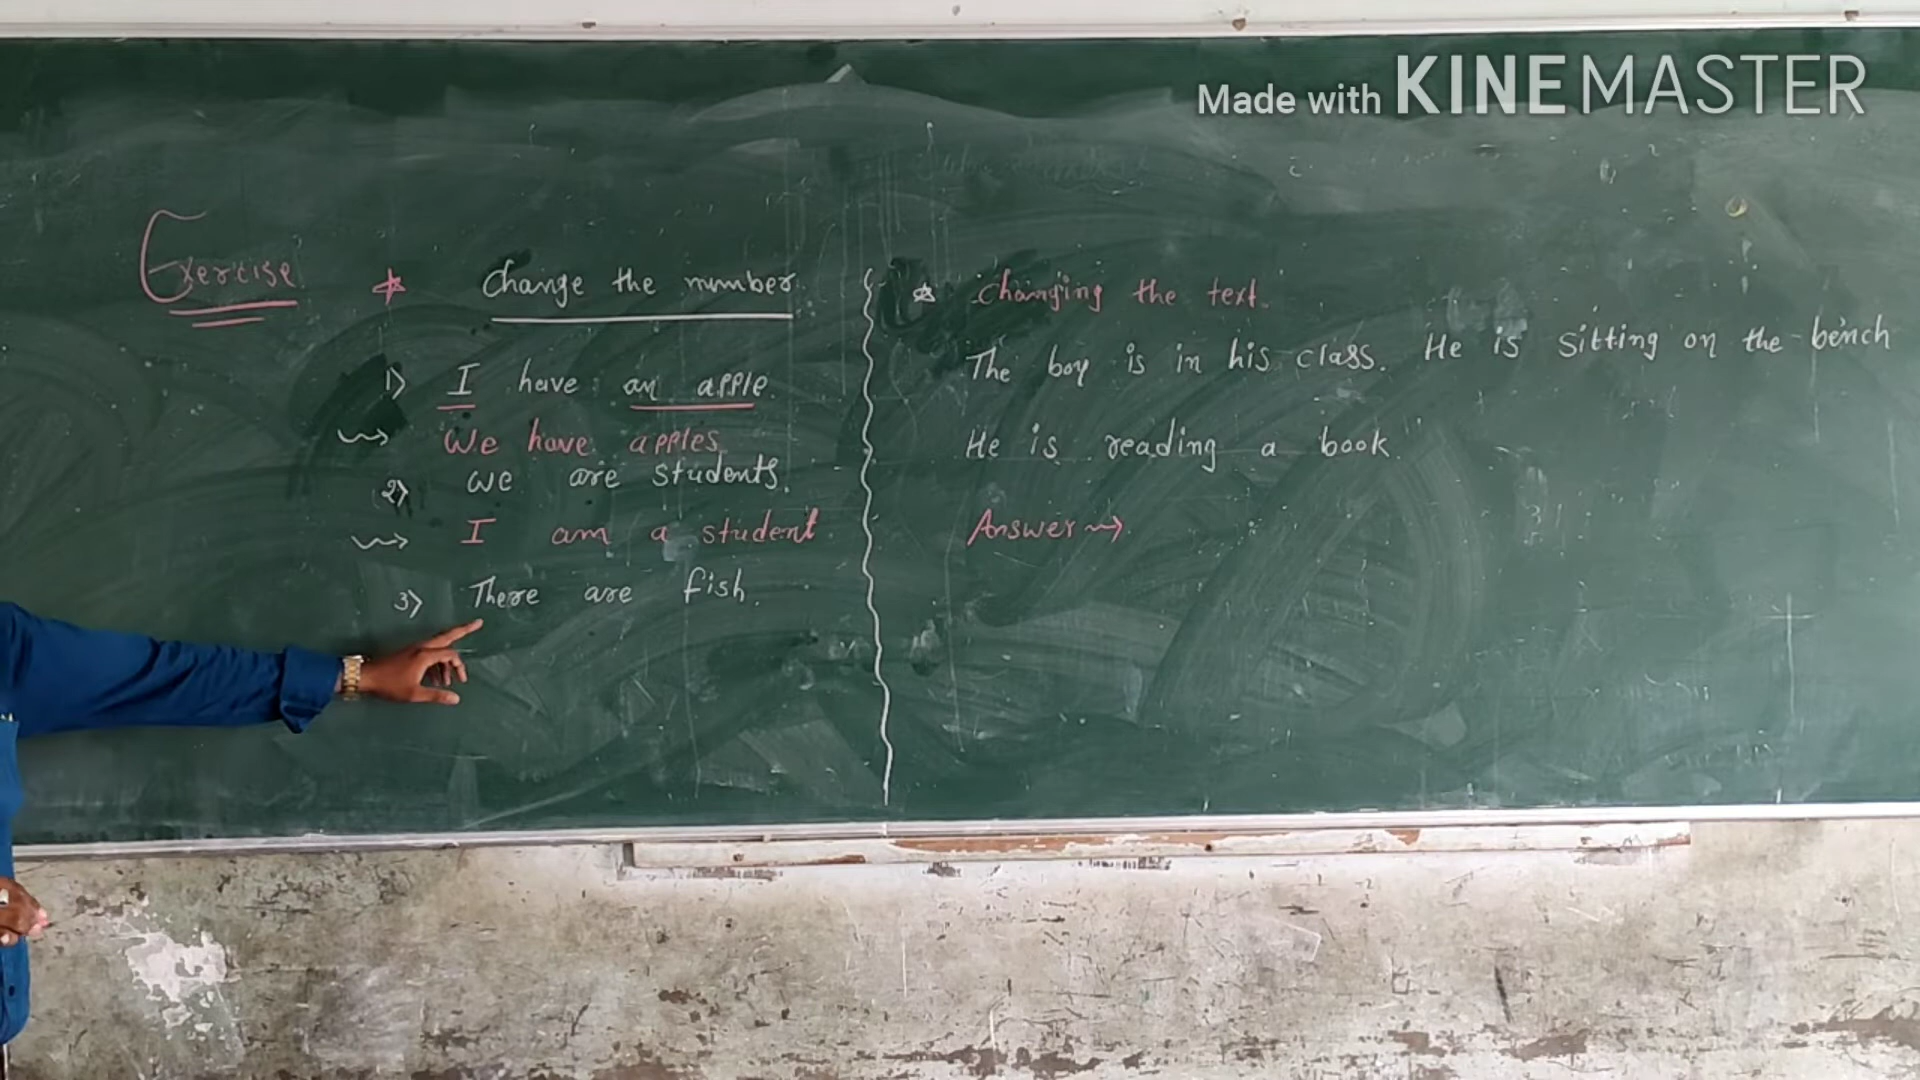 Made with KINEMASTER
Exercise
Change the number
1) I have an apple.
We have apples
2) We are students.
I am a student.
3) There are fish.
Changing the text.
The boy is in his class. He is sitting on the bench
He is reading a book
Answer